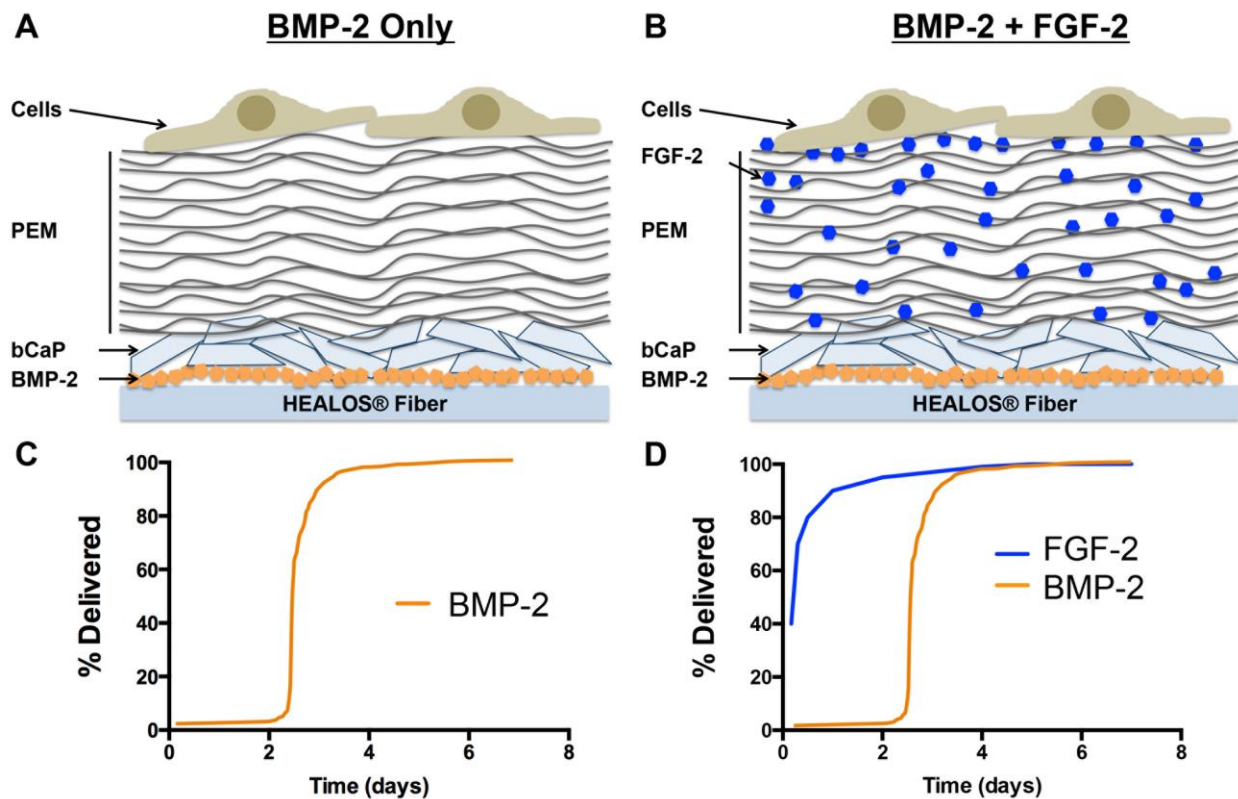 A
BMP-2 Only
Cells
PEM
bCaP
BMP-2
HEALOS® Fiber
B
BMP-2 + FGF-2
Cells
FGF-2
PEM
bCaP
BMP-2
HEALOS® Fiber
C
% Delivered
100
80
60
40
20
0
BMP-2
0 2 4 6 8
Time (days)
D
% Delivered
100
80
60
40
20
0
FGF-2
BMP-2
0 2 4 6 8
Time (days)